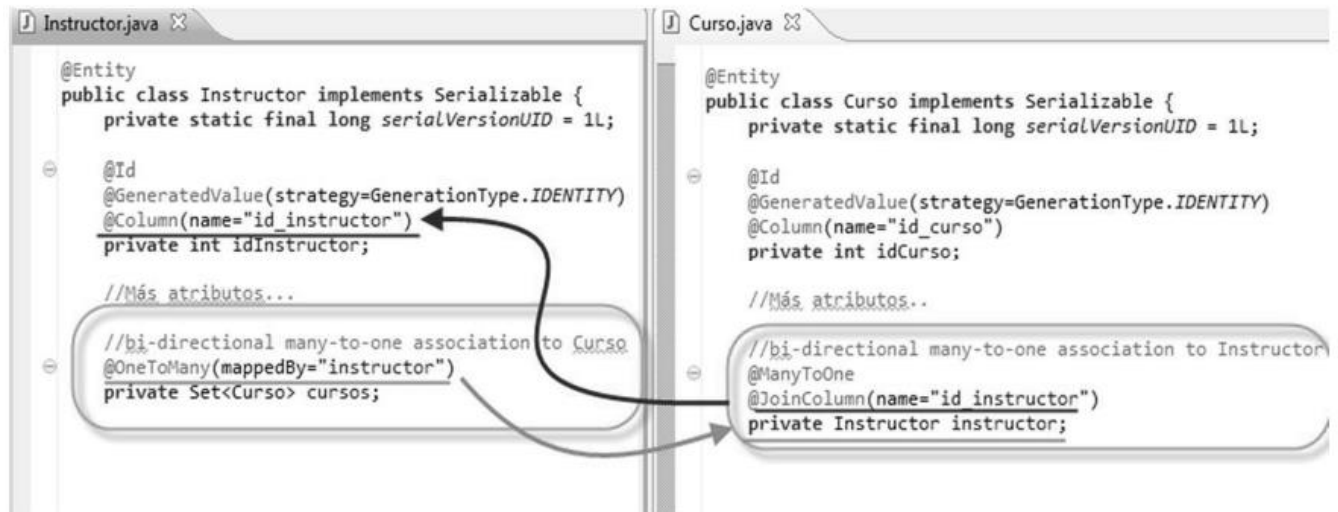 Instructor.java
@Entity
public class Instructor implements Serializable {
private static final long serialVersionUID = 1L;
@Id
@GeneratedValue(strategy=GenerationType.IDENTITY)
@Column(name="id_instructor")
private int idInstructor;
//Más atributos...
//bi-directional many-to-one association to Curso
@OneToMany(mappedBy="instructor")
private Set<Curso> cursos;
Curso.java
@Entity
public class Curso implements Serializable {
private static final long serialVersionUID = 1L;
@Id
@GeneratedValue(strategy=GenerationType.IDENTITY)
@Column(name="id_curso")
private int idCurso;
//Más atributos..
//bi-directional many-to-one association to Instructor
@ManyToOne
@JoinColumn(name="id_instructor")
private Instructor instructor;